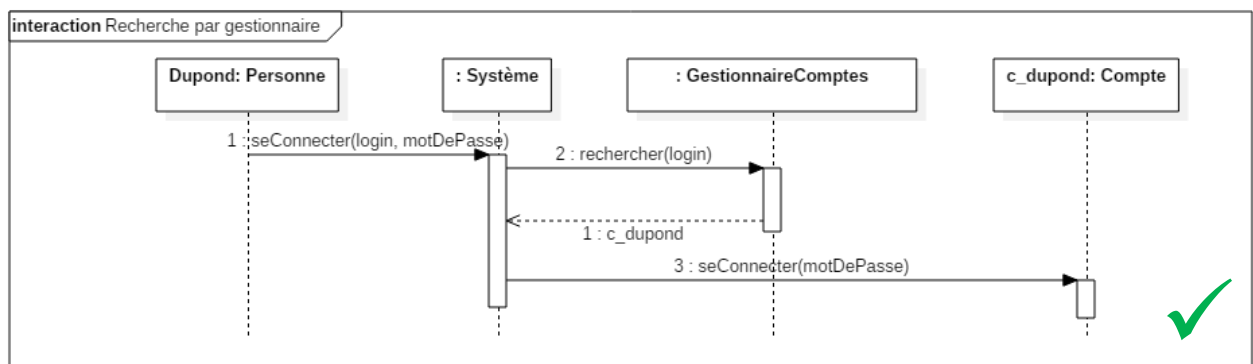 interaction Recherche par gestionnaire
Dupond: Personne
: Système
: GestionnaireComptes
c_dupond: Compte
1 : seConnecter(login, motDePasse)
2 : rechercher(login)
1 : c_dupond
3 : seConnecter(motDePasse)